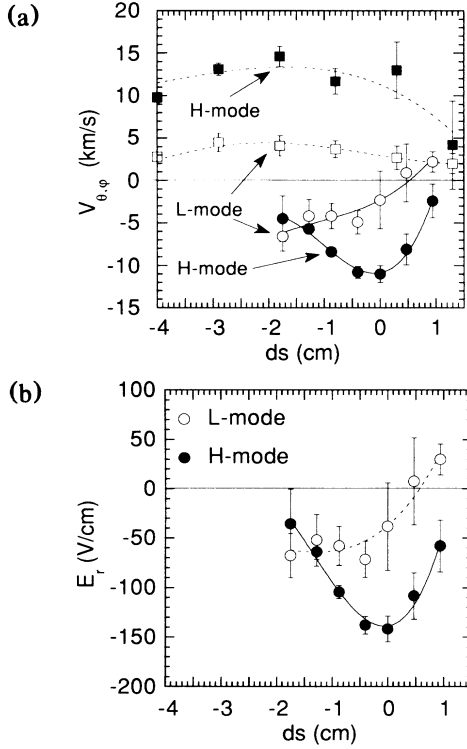 (a)
20
15
10
5
0
-5
-10
-15
V θ,φ (km/s)
H-mode
L-mode
H-mode
-4 -3 -2 -1 0 1
ds (cm)
(b)
100
50
0
-50
-100
-150
-200
E r (V/cm)
L-mode
H-mode
-4 -3 -2 -1 0 1
ds (cm)